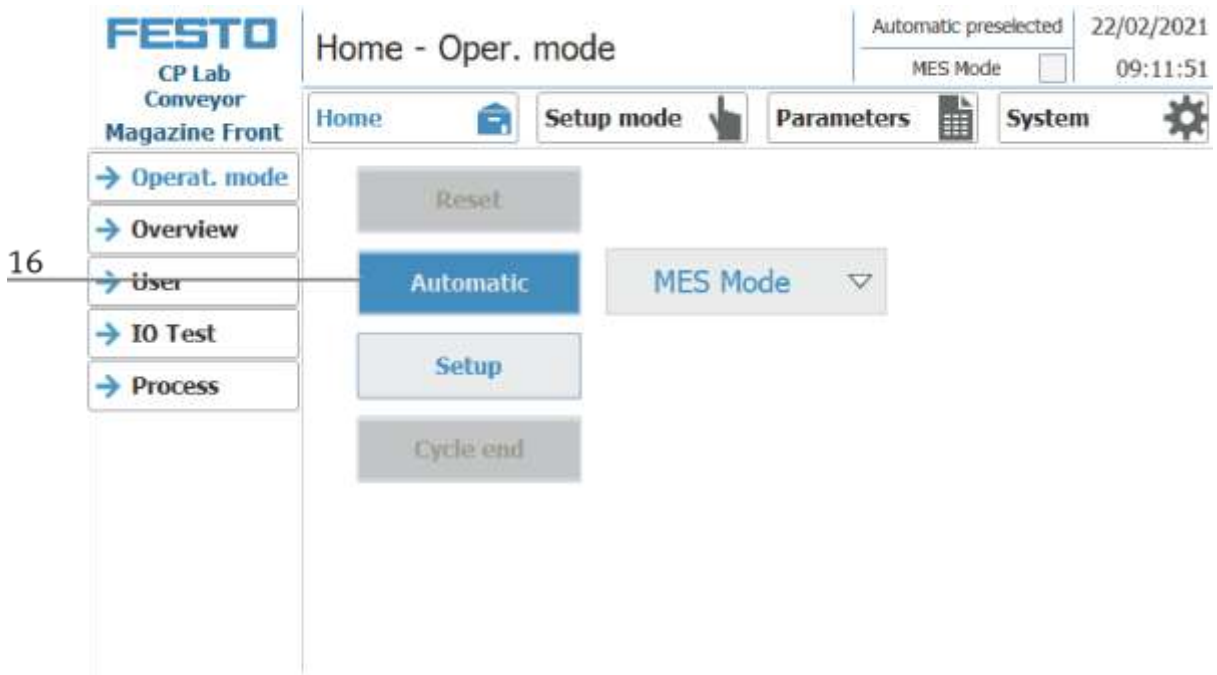 FESTO
CP Lab
Conveyor
Magazine Front
Home - Oper. mode
Automatic preselected
22/02/2021
MES Mode
09:11:51
Home
Setup mode
Parameters
System
Operat. mode
Overview
User
IO Test
Process
16
Reset
Automatic
MES Mode
Setup
Cycle end